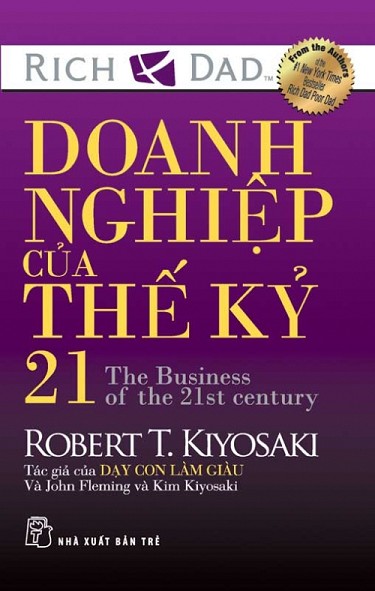 RICH DAD™
From the Authors
of the
#1 New York Times
Bestseller
Rich Dad Poor Dad
DOANH
NGHIỆP
CỦA
THẾ KỶ
21
The Business
of the 21st century
ROBERT T. KIYOSAKI
Tác giả của DẠY CON LÀM GIÀU
Và John Fleming và Kim Kiyosaki
NHÀ XUẤT BẢN TRẺ